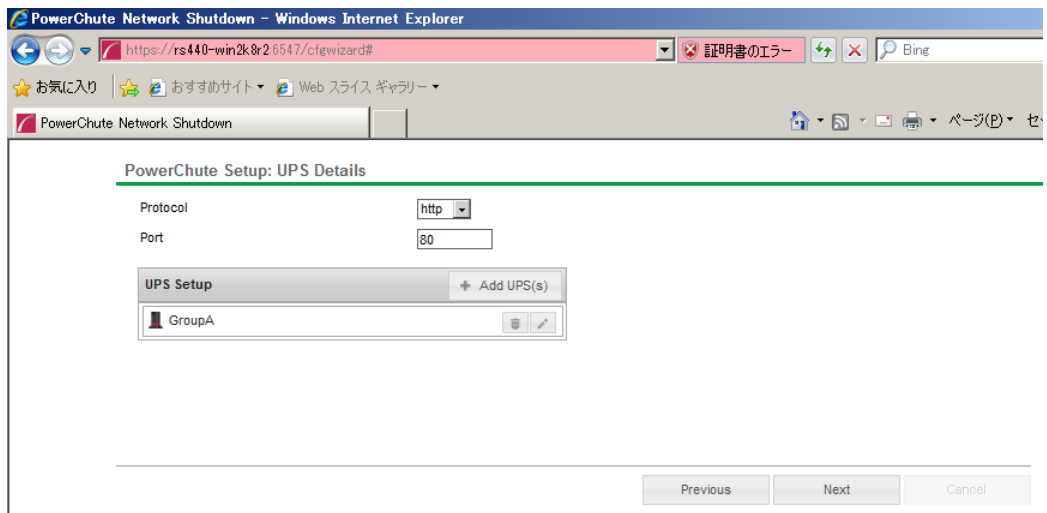 PowerChute Network Shutdown - Windows Internet Explorer
https://rs440-win2k8r2:6547/cfgwizard#
証明書のエラー
Bing
お気に入り
おすすめサイト
Web スライス ギャラリー
PowerChute Network Shutdown
ページ(P)
PowerChute Setup: UPS Details
Protocol
http
Port
80
UPS Setup
+ Add UPS(s)
GroupA
Previous
Next
Cancel